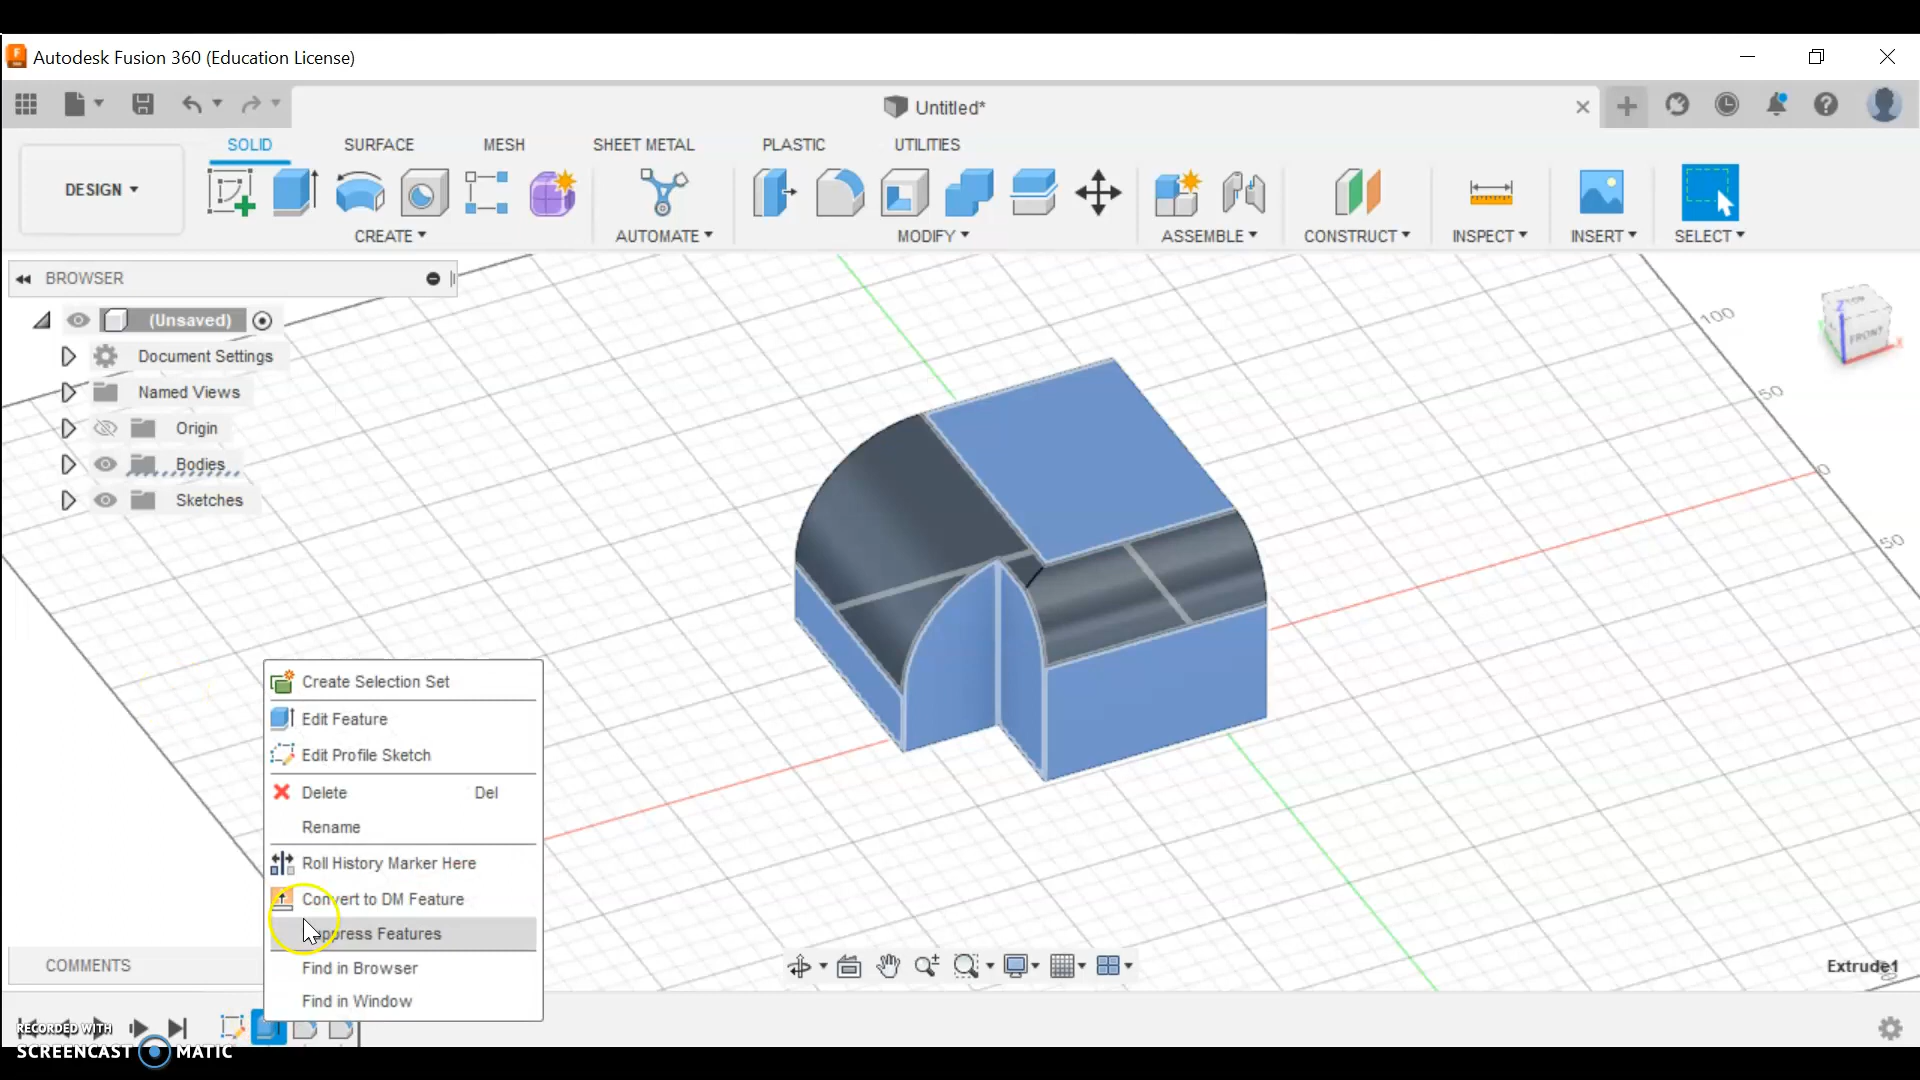 Autodesk Fusion 360 (Education License)
Untitled*
SOLID SURFACE MESH SHEET METAL PLASTIC UTILITIES
DESIGN
CREATE AUTOMATE MODIFY ASSEMBLE CONSTRUCT INSPECT INSERT SELECT
BROWSER
(Unsaved)
Document Settings
Named Views
Origin
Bodies
Sketches
100
50
0
50
FRONT
Z
X
Create Selection Set
Edit Feature
Edit Profile Sketch
Delete Del
Rename
Roll History Marker Here
Convert to DM Feature
ppress Features
Find in Browser
Find in Window
COMMENTS
Extrude1
RECORDED WITH
SCREENCAST MATIC